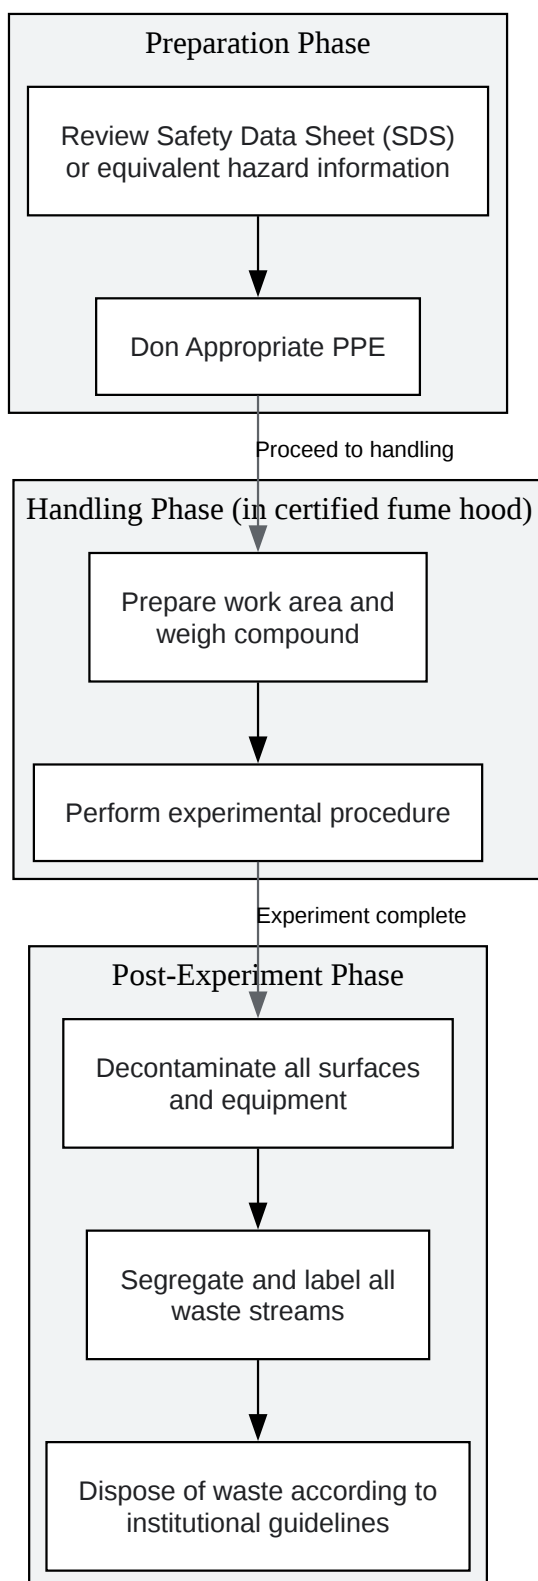 Preparation Phase
Review Safety Data Sheet (SDS)
or equivalent hazard information
Don Appropriate PPE
Proceed to handling
Handling Phase (in certified fume hood)
Prepare work area and
weigh compound
Perform experimental procedure
Experiment complete
Post-Experiment Phase
Decontaminate all surfaces
and equipment
Segregate and label all
waste streams
Dispose of waste according to
institutional guidelines